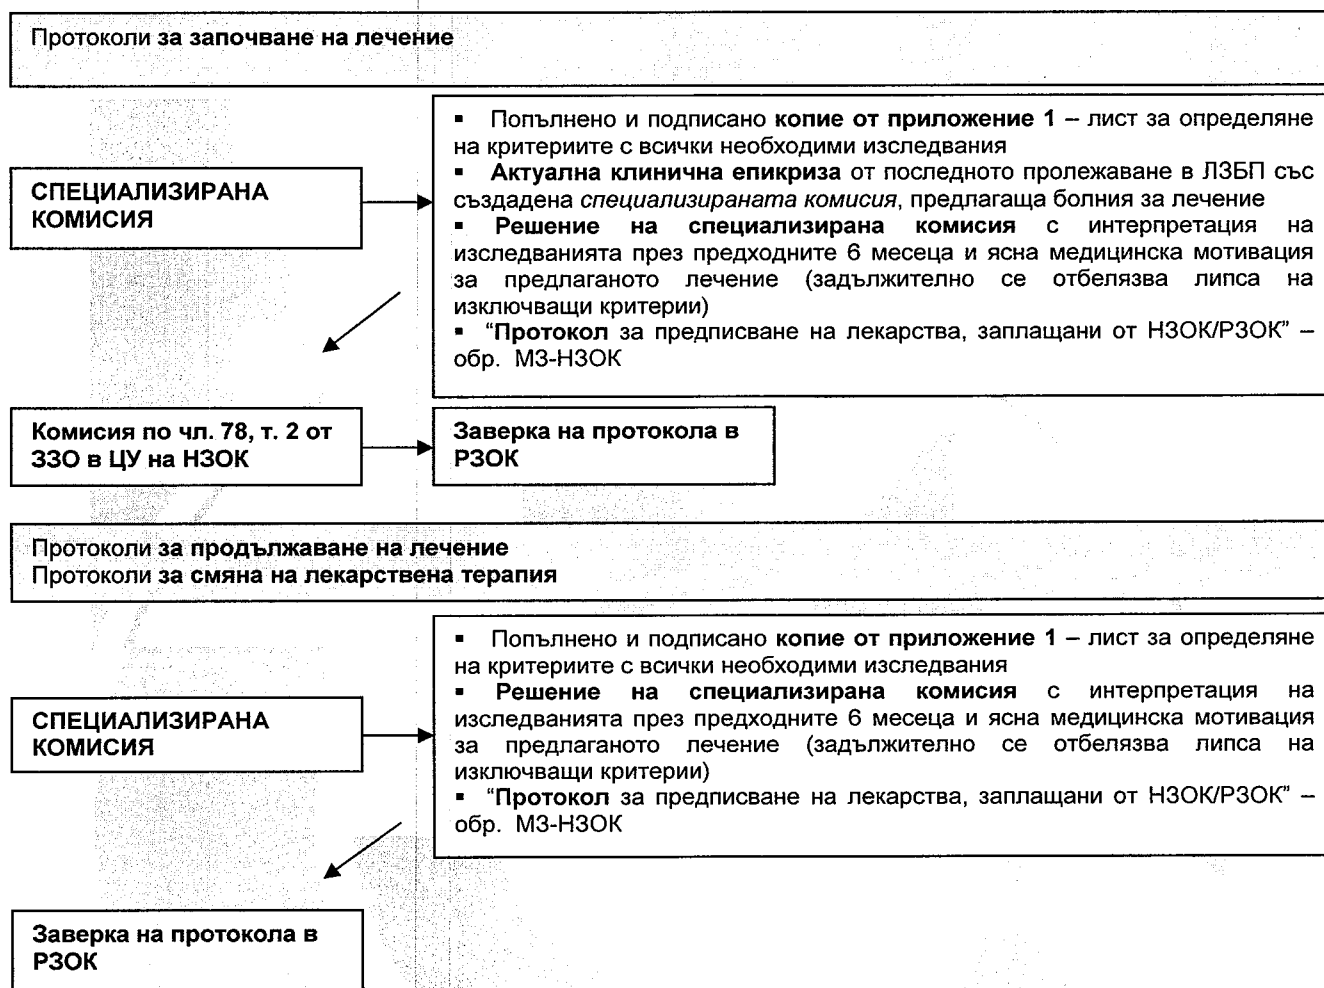 Протоколи за започване на лечение
СПЕЦИАЛИЗИРАНА
КОМИСИЯ
▪ Попълнено и подписано копие от приложение 1 – лист за определяне
на критериите с всички необходими изследвания
▪ Актуална клинична епикриза от последното пролежаване в ЛЗБП със
създадена специализираната комисия, предлагаща болния за лечение
▪ Решение на специализирана комисия с интерпретация на
изследванията през предходните 6 месеца и ясна медицинска мотивация
за предлаганото лечение (задължително се отбелязва липса на
изключващи критерии)
▪ “Протокол за предписване на лекарства, заплащани от НЗОК/РЗОК” –
обр. МЗ-НЗОК
Комисия по чл. 78, т. 2 от
ЗЗО в ЦУ на НЗОК
Заверка на протокола в
РЗОК
Протоколи за продължаване на лечение
Протоколи за смяна на лекарствена терапия
СПЕЦИАЛИЗИРАНА
КОМИСИЯ
▪ Попълнено и подписано копие от приложение 1 – лист за определяне
на критериите с всички необходими изследвания
▪ Решение на специализирана комисия с интерпретация на
изследванията през предходните 6 месеца и ясна медицинска мотивация
за предлаганото лечение (задължително се отбелязва липса на
изключващи критерии)
▪ “Протокол за предписване на лекарства, заплащани от НЗОК/РЗОК” –
обр. МЗ-НЗОК
Заверка на протокола в
РЗОК